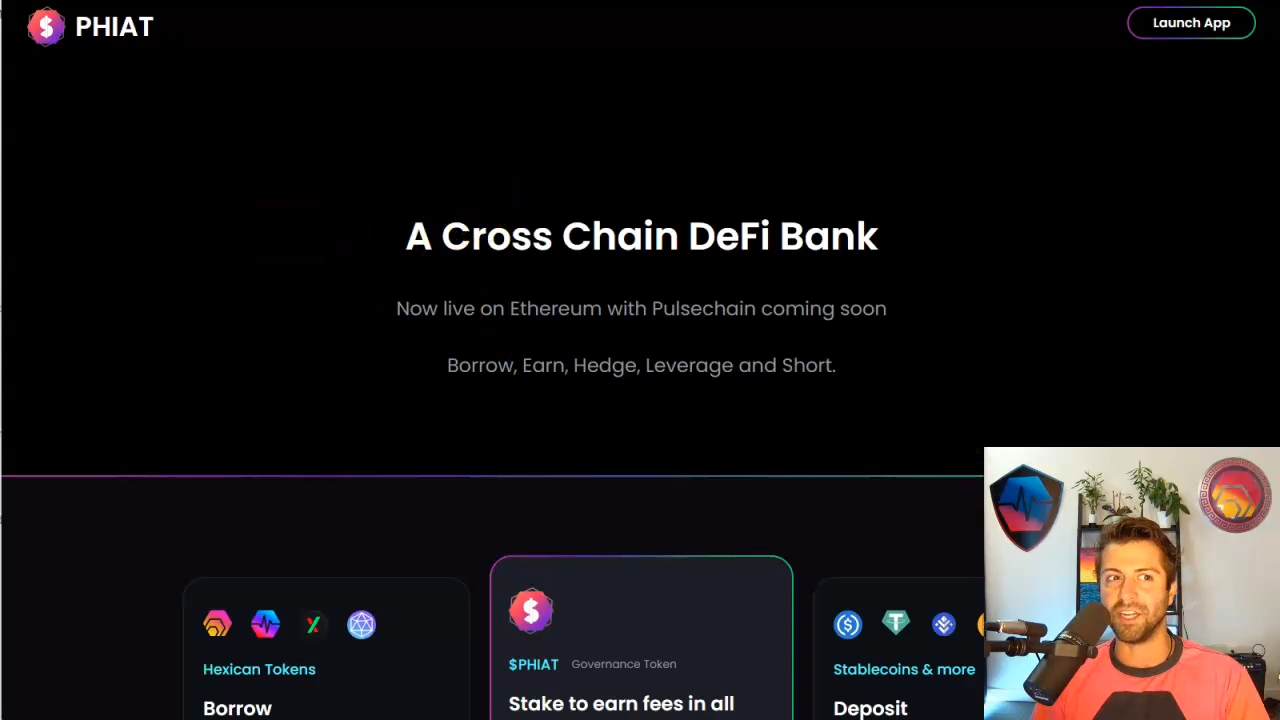 PHIAT
Launch App
A Cross Chain DeFi Bank
Now live on Ethereum with Pulsechain coming soon
Borrow, Earn, Hedge, Leverage and Short.
Hexican Tokens
Borrow
$PHIAT Governance Token
Stake to earn fees in all
Stablecoins & more
Deposit